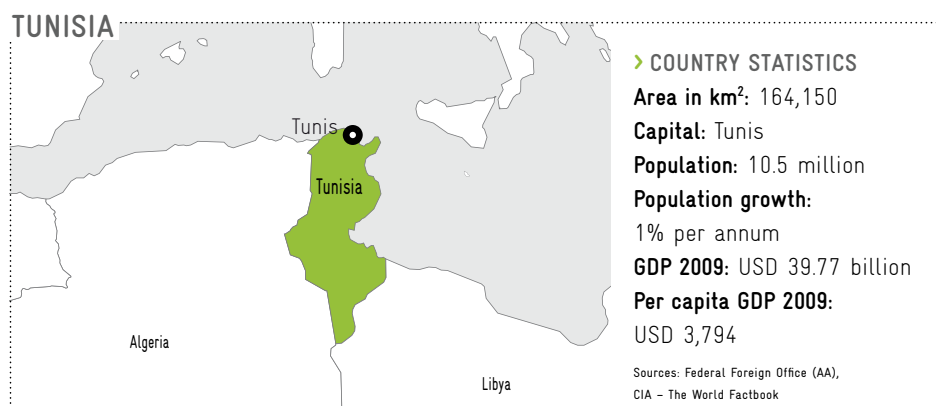 TUNISIA
Tunis
Tunisia
Algeria
Libya
› COUNTRY STATISTICS
Area in km²: 164,150
Capital: Tunis
Population: 10.5 million
Population growth:
1% per annum
GDP 2009: USD 39.77 billion
Per capita GDP 2009:
USD 3,794
Sources: Federal Foreign Office (AA),
CIA – The World Factbook